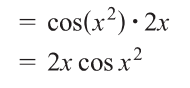 = cos(x²) · 2x
= 2x cos x²